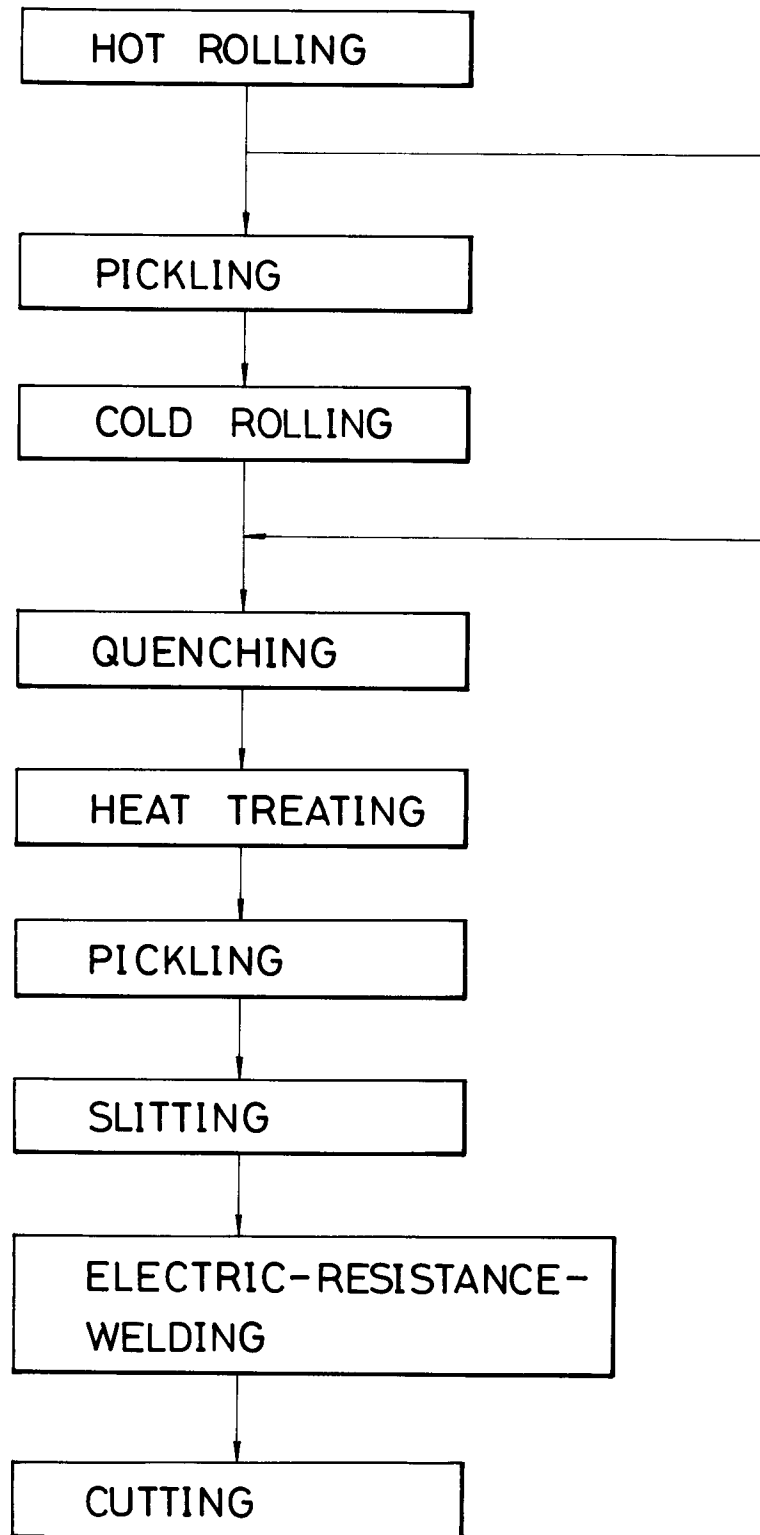 HOT ROLLING
PICKLING
COLD ROLLING
QUENCHING
HEAT TREATING
PICKLING
SLITTING
ELECTRIC-RESISTANCE-
WELDING
CUTTING